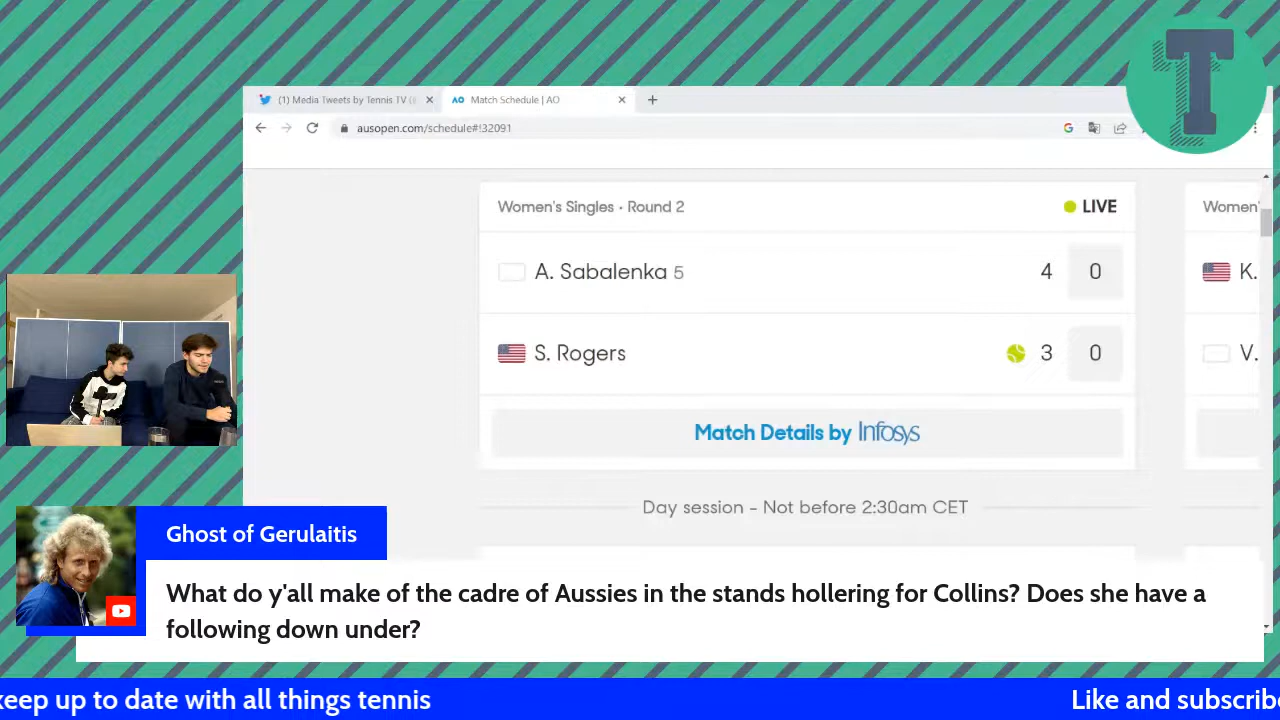 T
(1) Media Tweets by Tennis TV (@
Match Schedule | AO
ausopen.com/schedule#!32091
Women's Singles • Round 2
LIVE
A. Sabalenka 5
4 0
S. Rogers
3 0
Match Details by Infosys
Day session - Not before 2:30am CET
Women'
K.
V.
Ghost of Gerulaitis
What do y'all make of the cadre of Aussies in the stands hollering for Collins? Does she have a
following down under?
keep up to date with all things tennis
Like and subscribe